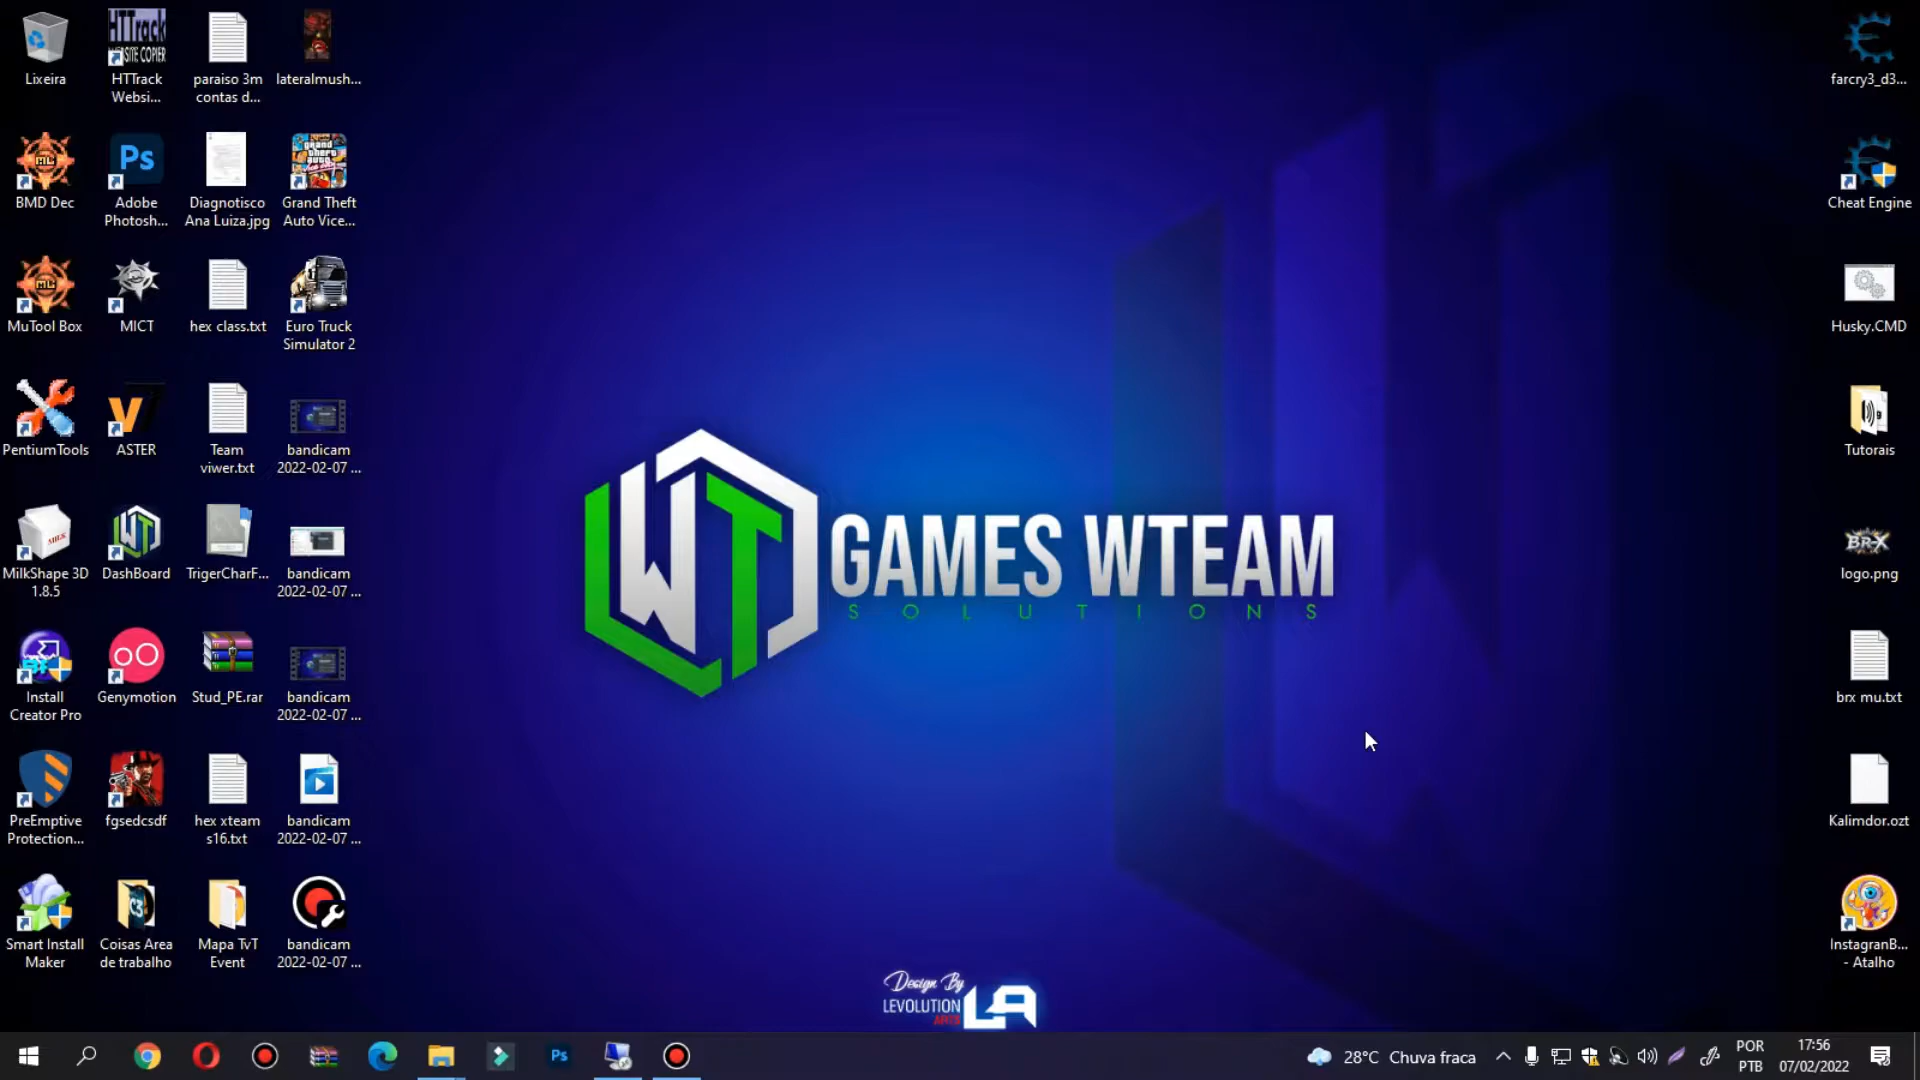 Lixeira
HTTrack
Websi...
paraiso 3m
contas d...
lateralmush...
farcry3_d3...
BMD Dec
Ps
Adobe
Photosh...
Diagnotisco
Ana Luiza.jpg
Grand Theft
Auto Vice...
Cheat Engine
MuTool Box
MICT
hex class.txt
Euro Truck
Simulator 2
Husky.CMD
PentiumTools
ASTER
Team
viwer.txt
bandicam
2022-02-07 ...
Tutorais
MilkShape 3D
1.8.5
DashBoard
TrigerCharF...
bandicam
2022-02-07 ...
logo.png
Install
Creator Pro
Genymotion
Stud_PE.rar
bandicam
2022-02-07 ...
brx mu.txt
PreEmptive
Protection...
fgsedcsdf
hex xteam
s16.txt
bandicam
2022-02-07 ...
Kalimdor.ozt
Smart Install
Maker
Coisas Area
de trabalho
Mapa TvT
Event
bandicam
2022-02-07 ...
InstagranB...
- Atalho
WT
GAMES WTEAM
SOLUTIONS
Design By
LEVOLUTION
ARTS
LA
Ps
28°C Chuva fraca
POR
PTB
17:56
07/02/2022